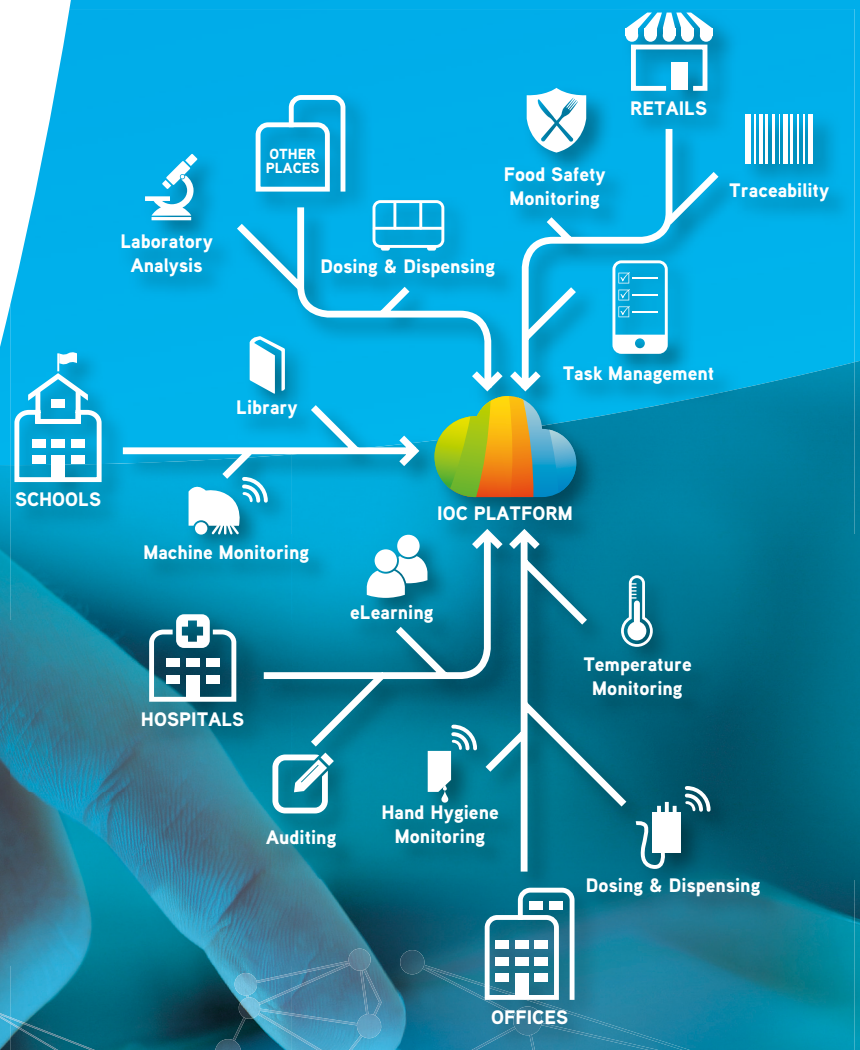 RETAILS
OTHER
PLACES
Food Safety
Monitoring
Traceability
Laboratory
Analysis
Dosing & Dispensing
Task Management
Library
SCHOOLS
IOC PLATFORM
Machine Monitoring
eLearning
Temperature
Monitoring
HOSPITALS
Hand Hygiene
Monitoring
Auditing
Dosing & Dispensing
OFFICES